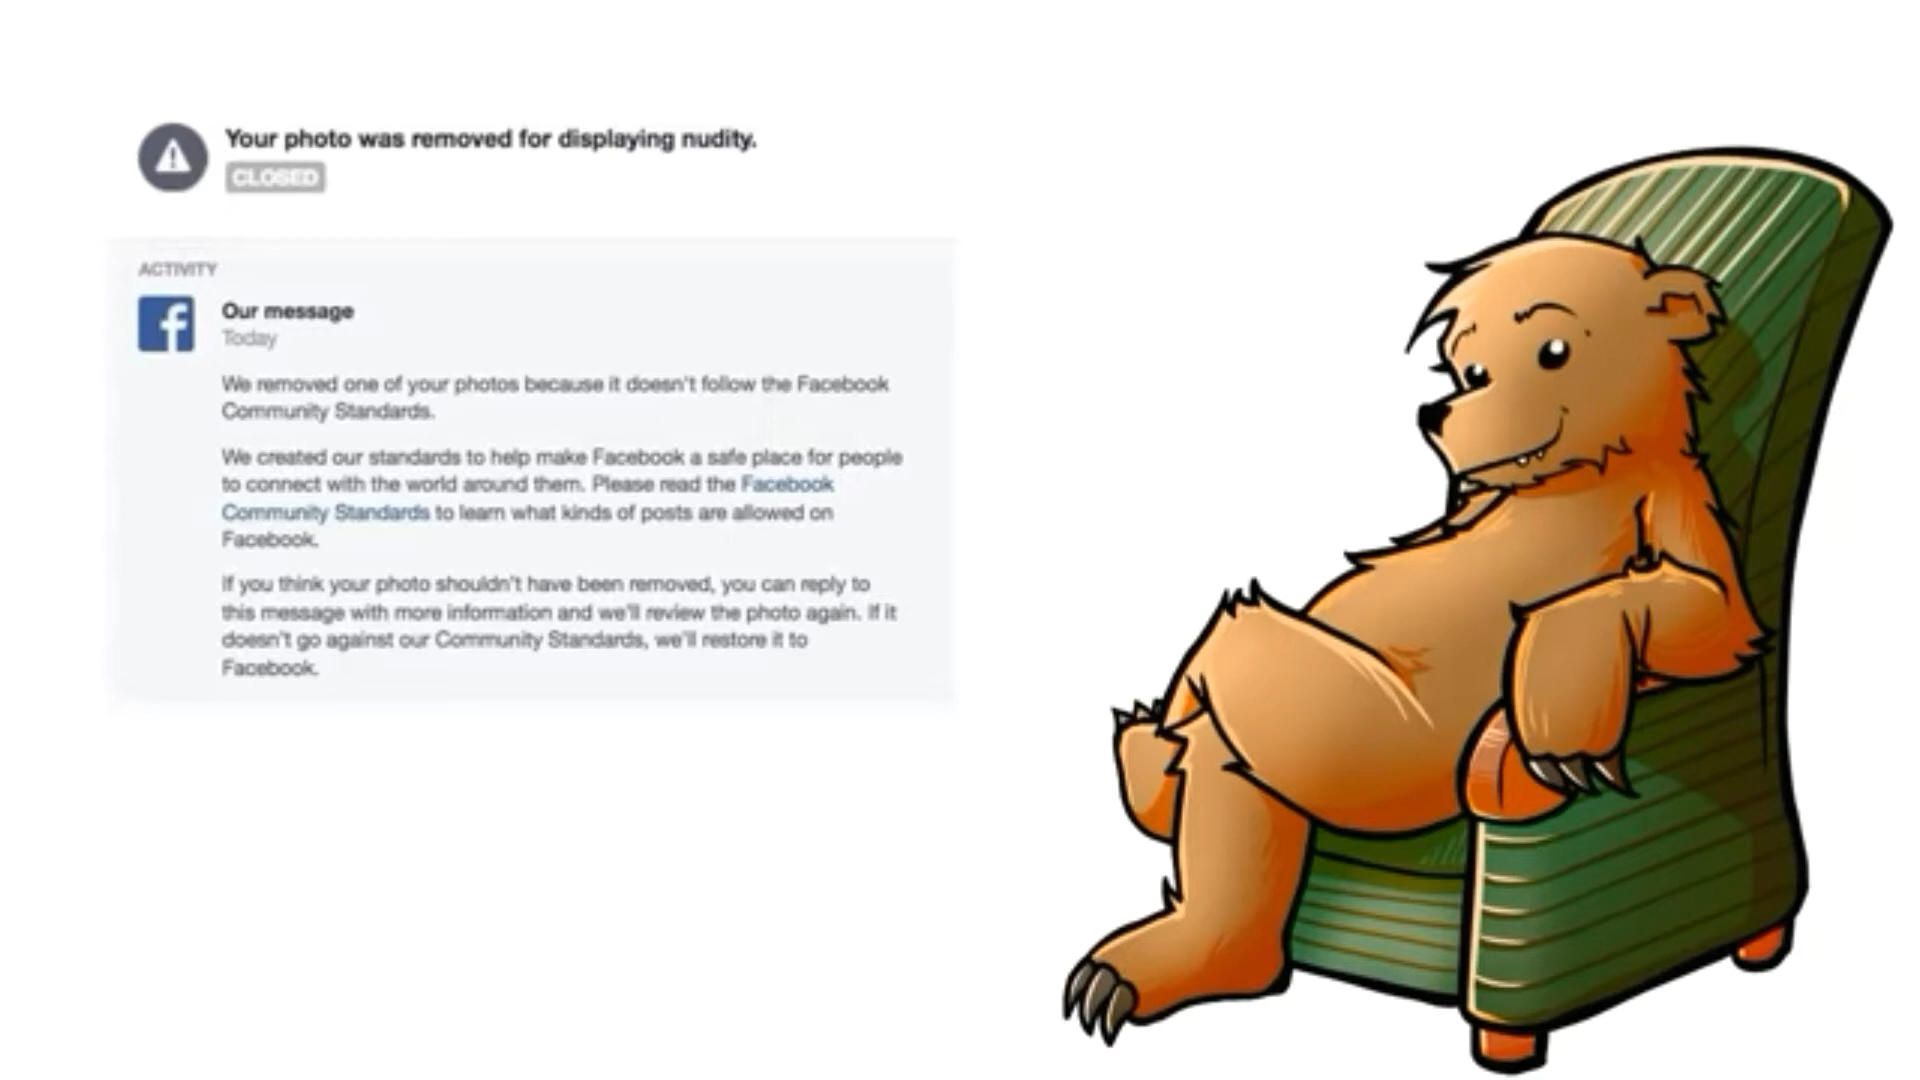 Your photo was removed for displaying nudity.
CLOSED
ACTIVITY
Our message
Today
We removed one of your photos because it doesn't follow the Facebook
Community Standards.
We created our standards to help make Facebook a safe place for people
to connect with the world around them. Please read the Facebook
Community Standards to learn what kinds of posts are allowed on
Facebook.
If you think your photo shouldn't have been removed, you can reply to
this message with more information and we'll review the photo again. If it
doesn't go against our Community Standards, we'll restore it to
Facebook.